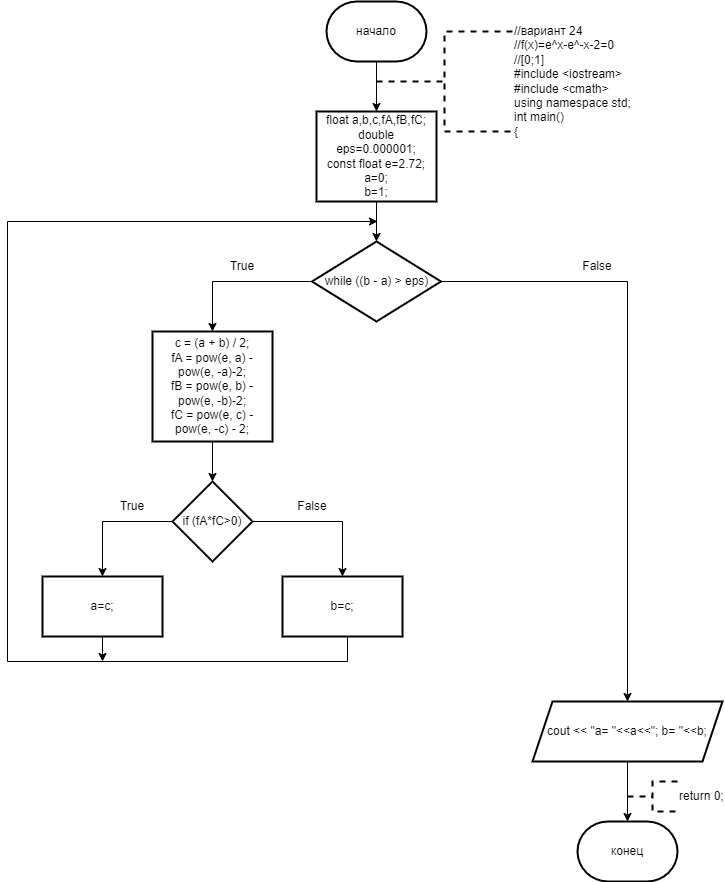 начало
//вариант 24
//f(x)=e^x-e^-x-2=0
//[0;1]
#include <iostream>
#include <cmath>
using namespace std;
int main()
{
float a,b,c,fA,fB,fC;
double
eps=0.000001;
const float e=2.72;
a=0;
b=1;
while ((b - a) > eps)
True
False
c = (a + b) / 2;
fA = pow(e, a) -
pow(e, -a)-2;
fB = pow(e, b) -
pow(e, -b)-2;
fC = pow(e, c) -
pow(e, -c) - 2;
if (fA*fC>0)
True
False
a=c;
b=c;
cout << "a= "<<a<<"; b= "<<b;
return 0;
конец